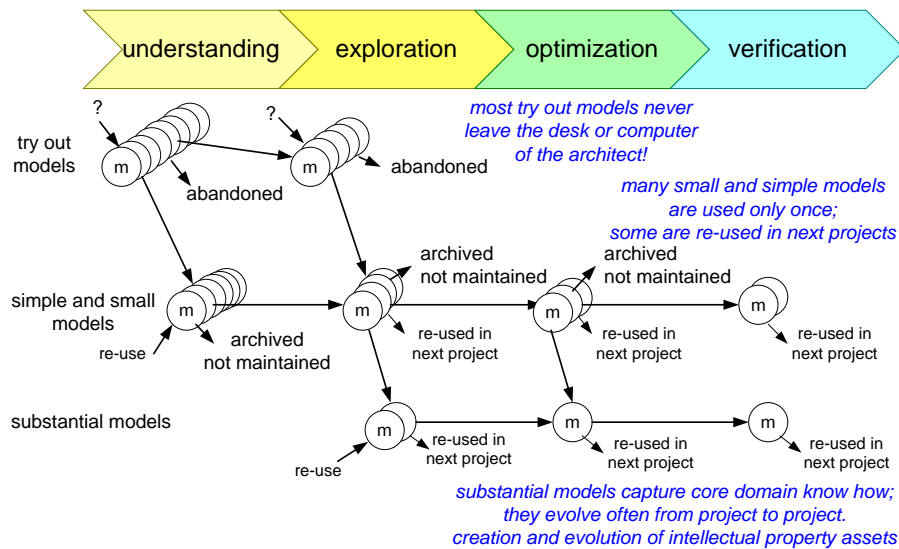 understanding
exploration
optimization
verification
most try out models never
leave the desk or computer
of the architect!
?
?
try out
models
m
m
abandoned
abandoned
many small and simple models
are used only once;
some are re-used in next projects
archived
not maintained
archived
not maintained
simple and small
models
m
m
m
m
re-use
archived
not maintained
re-used in
next project
re-used in
next project
re-used in
next project
substantial models
m
m
m
re-use
re-used in
next project
re-used in
next project
re-used in
next project
substantial models capture core domain know how;
they evolve often from project to project.
creation and evolution of intellectual property assets